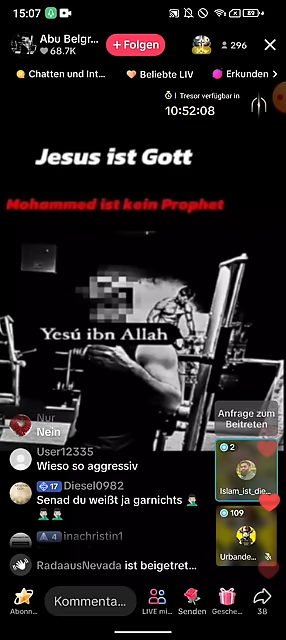 15:07
89
Abu Belgr...
68.7K
+ Folgen
296
Chatten und Int...
Beliebte LIV
Erkunden >
Tresor verfügbar in
10:52:08
Jesus ist Gott
Mohammed ist kein Prophet
Yesú ibn Allah
Anfrage zum
Beitreten
Nur
Nein
User12335
Wieso so aggressiv
17 Diesel0982
Senad du weißt ja garnichts
4 inachristin1
RadaausNevada ist beigetret...
2
Islam_ist_die...
109
Urbande...
Abonn...
Kommenta...
LIVE mi...
Senden
Gesche...
38